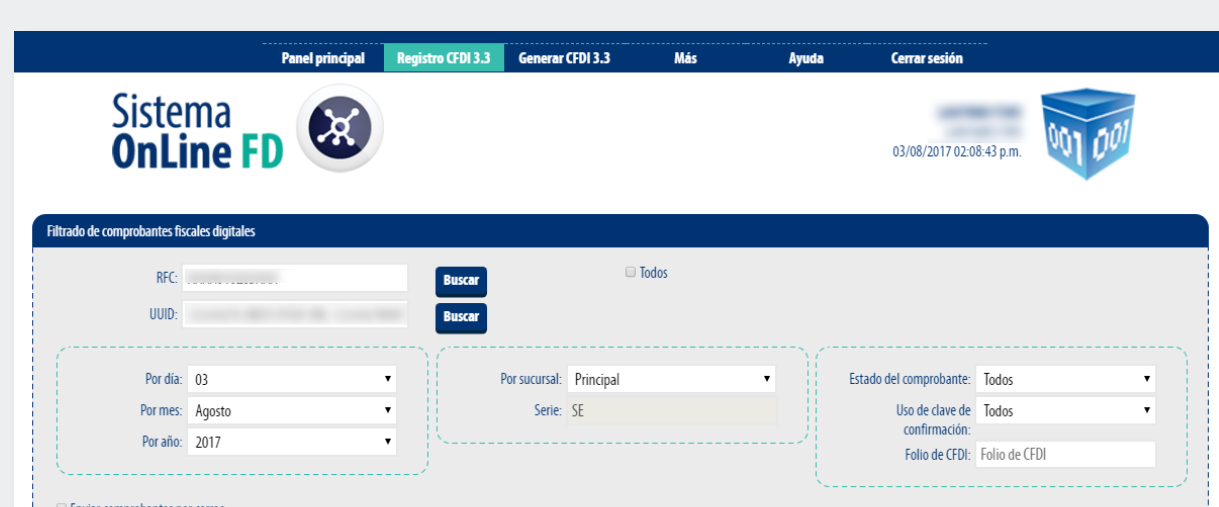 Panel principal Registro CFDI 3.3 Generar CFDI 3.3 Más Ayuda Cerrar sesión
Sistema
OnLine FD
03/08/2017 02:08:43 p.m.
001 001
Filtrado de comprobantes fiscales digitales
RFC: Buscar Todos
UUID: Buscar
Por día: 03
Por mes: Agosto
Por año: 2017
Por sucursal: Principal
Serie: SE
Estado del comprobante: Todos
Uso de clave de confirmación: Todos
Folio de CFDI: Folio de CFDI